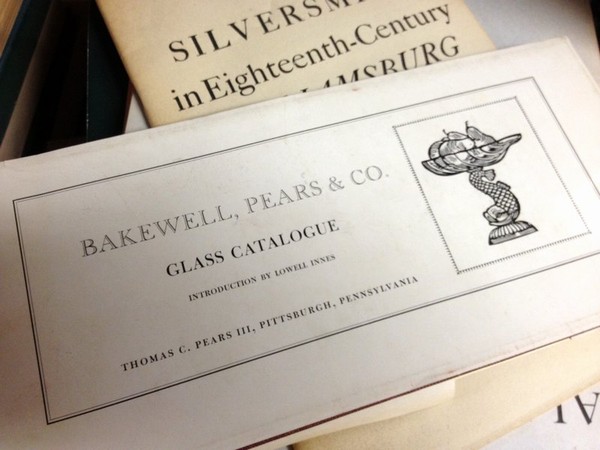 SILVERSM
in Eighteenth-Century
AMSBURG
BAKEWELL, PEARS & CO.
GLASS CATALOGUE
INTRODUCTION BY LOWELL INNES
THOMAS C. PEARS III, PITTSBURGH, PENNSYLVANIA